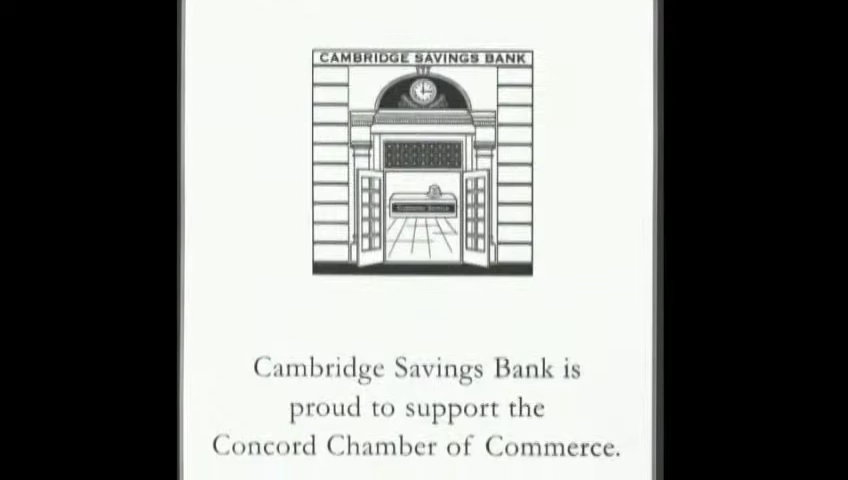 CAMBRIDGE SAVINGS BANK
Cambridge Savings Bank is
proud to support the
Concord Chamber of Commerce.